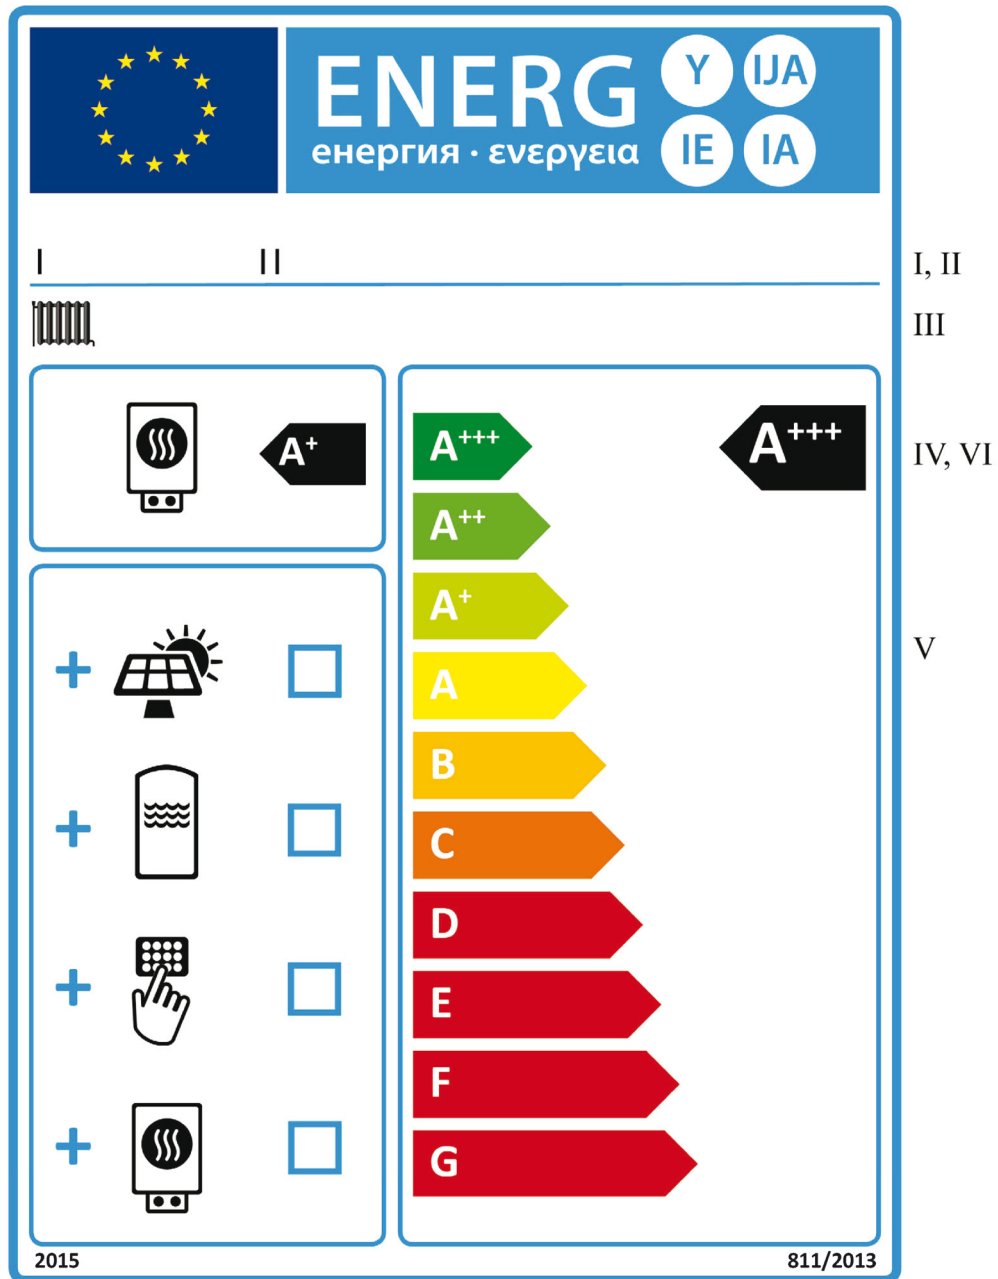 ENERG Y IJA
енергия · ενεργεια IE IA
I II I, II
III
A+ A+++ A+++ IV, VI
A++
A+
A V
B
C
D
E
F
G
2015 811/2013